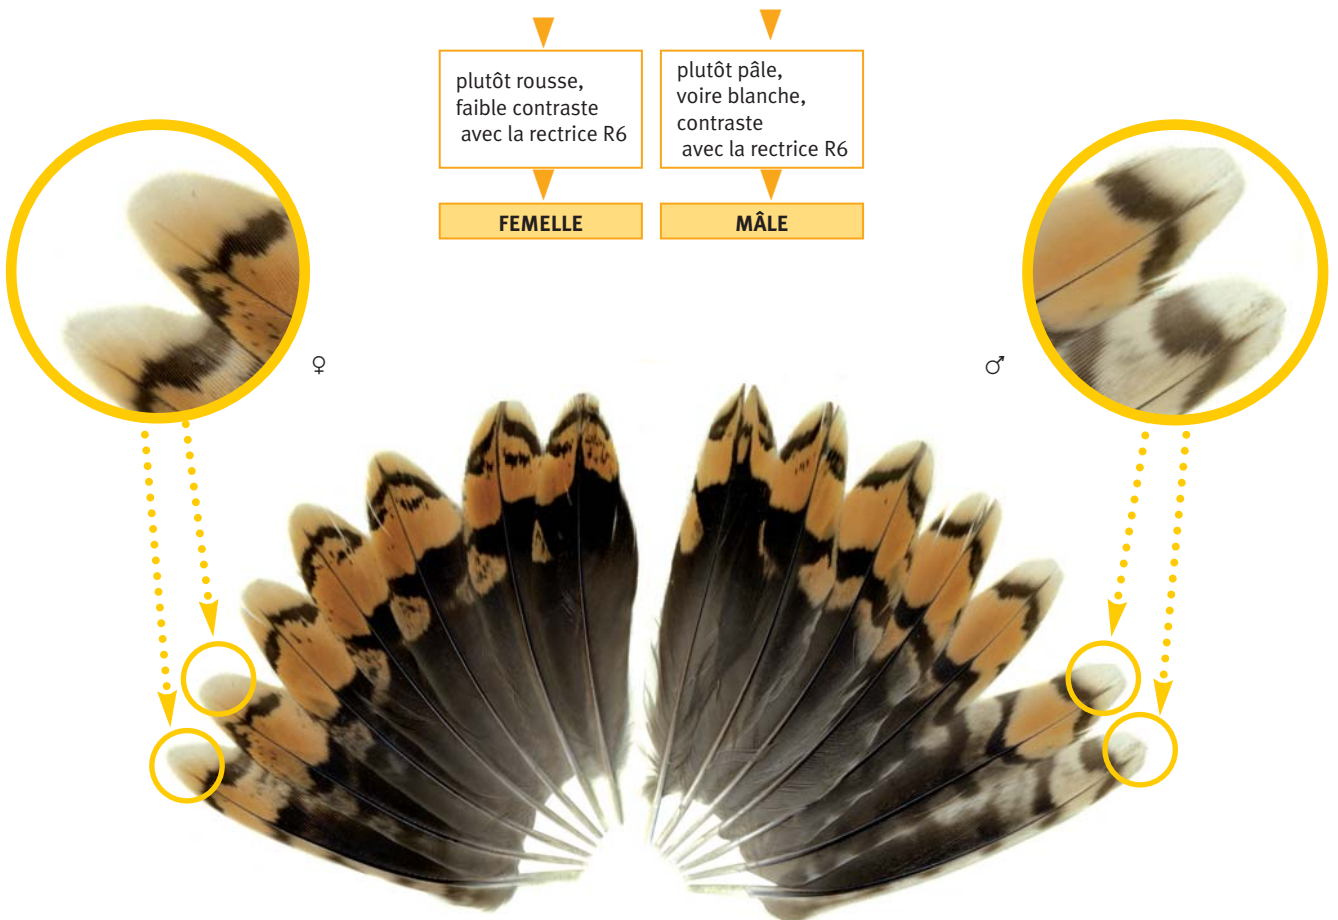 plutôt rousse,
faible contraste
avec la rectrice R6
FEMELLE
plutôt pâle,
voire blanche,
contraste
avec la rectrice R6
MÂLE
♀
♂